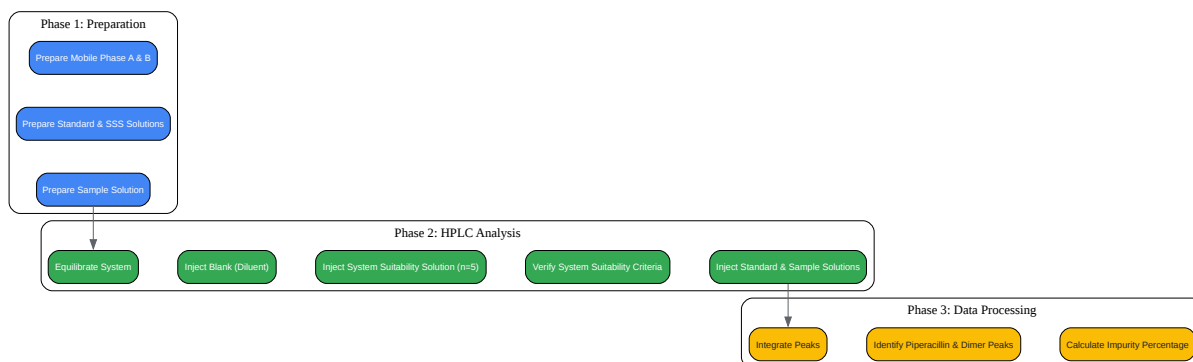 Phase 1: Preparation
Prepare Mobile Phase A & B
Prepare Standard & SSS Solutions
Prepare Sample Solution
Phase 2: HPLC Analysis
Equilibrate System
Inject Blank (Diluent)
Inject System Suitability Solution (n=5)
Verify System Suitability Criteria
Inject Standard & Sample Solutions
Phase 3: Data Processing
Integrate Peaks
Identify Piperacillin & Dimer Peaks
Calculate Impurity Percentage